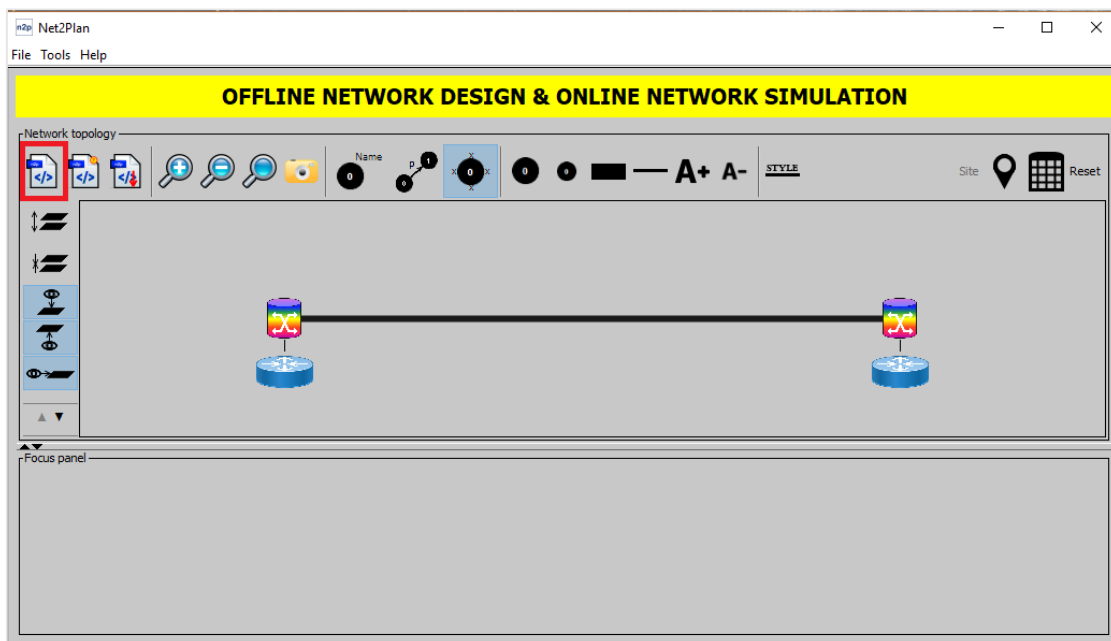 n2p Net2Plan
File Tools Help
OFFLINE NETWORK DESIGN & ONLINE NETWORK SIMULATION
Network topology
</> </> </> Name 0 P 0 1 x x 0 x x 0 0 A+ A- STYLE Site Reset
Focus panel